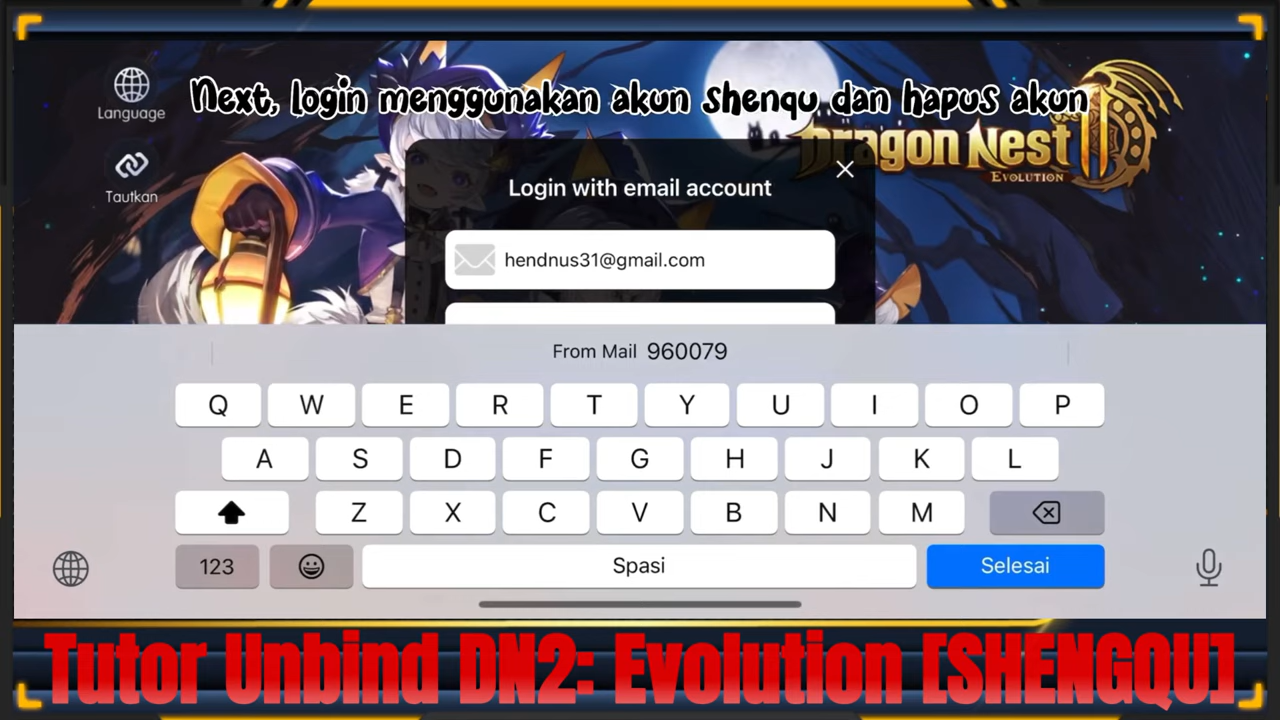 Language
Next, login menggunakan akun shenqu dan hapus akun
Dragon Nest II
Evolution
Tautkan
Login with email account
hendnus31@gmail.com
From Mail 960079
Q W E R T Y U I O P
A S D F G H J K L
Z X C V B N M
123 Spasi Selesai
Tutor Unbind DN2: Evolution [SHENGQU]